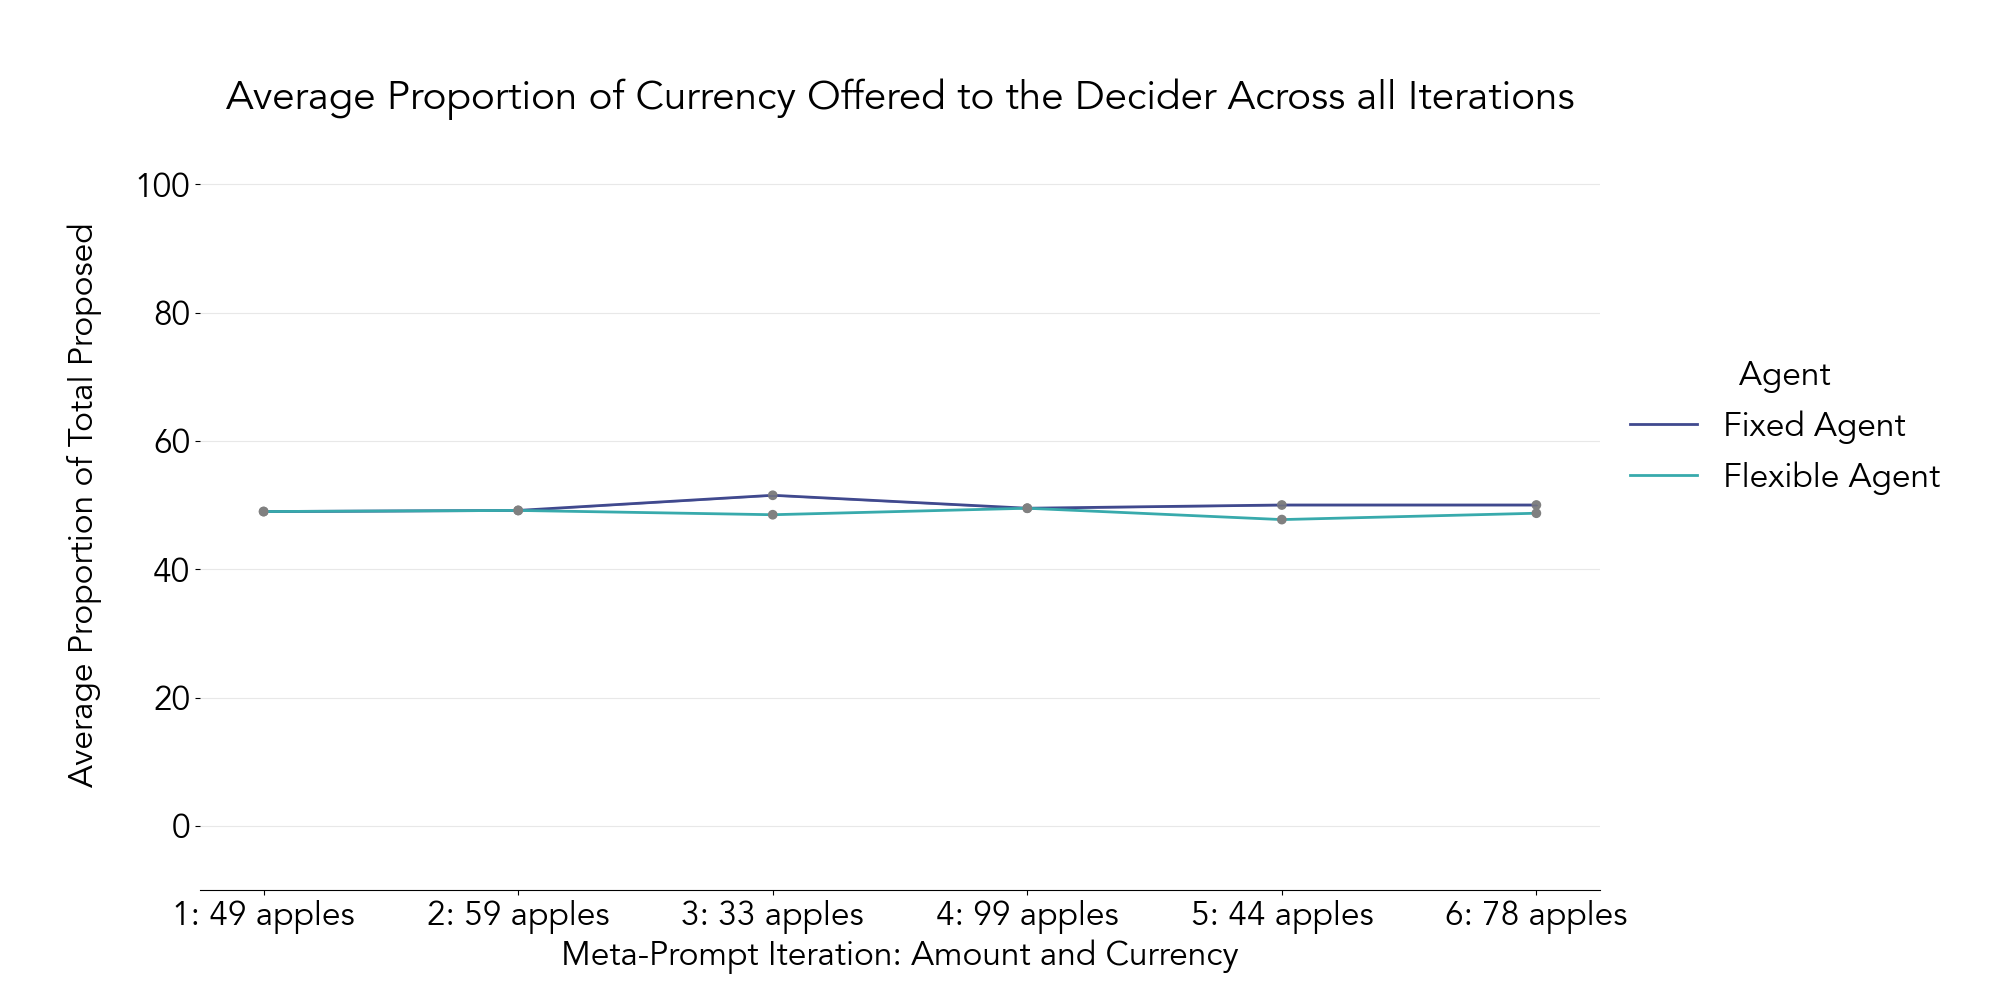 Average Proportion of Currency Offered to the Decider Across all Iterations
Average Proportion of Total Proposed
100
80
60
40
20
0
1: 49 apples
2: 59 apples
3: 33 apples
4: 99 apples
5: 44 apples
6: 78 apples
Meta-Prompt Iteration: Amount and Currency
Agent
Fixed Agent
Flexible Agent